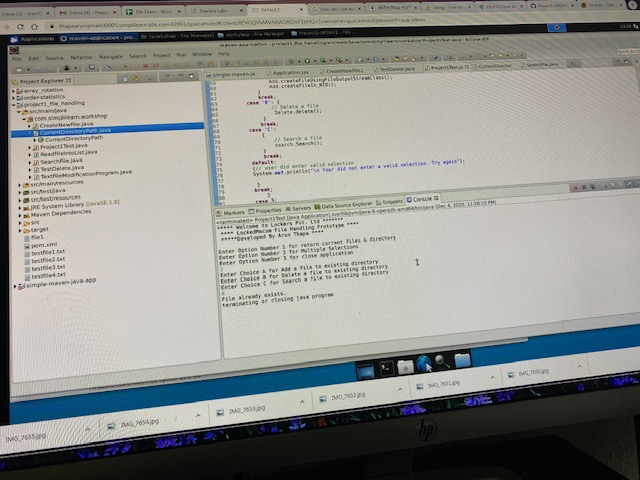 Practice Labs
DEFAULT
Applications
workshop - File Manager
maven-application - project1_file_handling/src/main/java/com/simplilearn/workshop/Project1Test.java - Eclipse IDE
File Edit Source Refactor Navigate Search Project Run Window Help
Project Explorer
array_rotation
order-statistics
project1_file_handling
src/main/java
com.simplilearn.workshop
CreateNewFile.java
CurrentDirectoryPath.java
CurrentDirectoryPath
Project1Test.java
ReadFileIntoList.java
SearchFile.java
TestDelete.java
TextFileModificationProgram.java
src/main/resources
src/test/java
src/test/resources
JRE System Library [JavaSE-1.8]
Maven Dependencies
src
target
file1
pom.xml
testfile1.txt
testfile2.txt
testfile3.txt
testfile4.txt
simple-maven-java-app
simple-maven-ja
Application.jav
CreateNewFile.j
TestDelete.java
Project1Test.ja
CurrentDirectoi
SearchFile.java
Add.createFileUsingFileOutputStreamClass();
Add.createFileIn_NIO();
}
break;
case 'B': {
// Delete a file
Delete.delete();
}
break;
case 'C':
{
// Search a file
search.Search();
}
break;
default:
{// user did enter valid selection
System.out.println("\n Your did not enter a valid selection. Try again");
}
break;
}
Markers Properties Servers Data Source Explorer Snippets Console
<terminated> Project1Test [Java Application] /usr/lib/jvm/java-8-openjdk-amd64/bin/java (Dec 4, 2020, 11:28:10 PM)
***** Welcome to Lockers Pvt. Ltd *******
**** LockedMecom File Handling Prototype ****
*****Developed By Arun Thapa ****
Enter Option Number 1 for return current files & directory
Enter Option Number 2 for Multiple Selections
Enter Option Number 3 for close application
2
Enter Choice A for Add a file to existing directory
Enter Choice B for Delete a file to existing directory
Enter Choice C for Search a file to existing directory
A
File already exists.
terminating or closing java program
IMG_7655.jpg
IMG_7654.jpg
IMG_7653.jpg
IMG_7652.jpg
IMG_7651.jpg
IMG_7650.jpg
hp